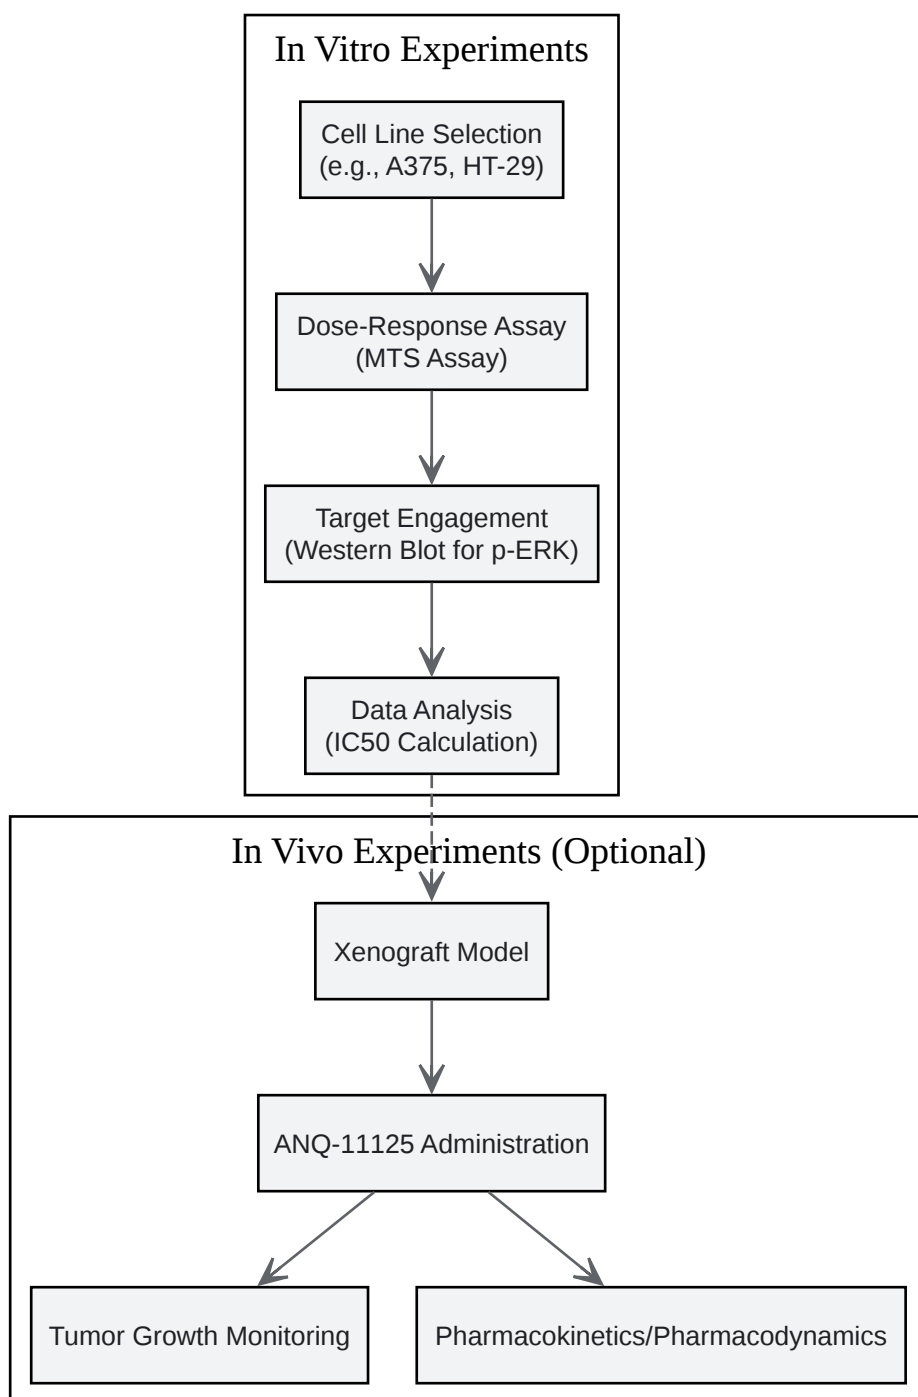 In Vitro Experiments
Cell Line Selection
(e.g., A375, HT-29)
Dose-Response Assay
(MTS Assay)
Target Engagement
(Western Blot for p-ERK)
Data Analysis
(IC50 Calculation)
In Vivo Experiments (Optional)
Xenograft Model
ANQ-11125 Administration
Tumor Growth Monitoring
Pharmacokinetics/Pharmacodynamics